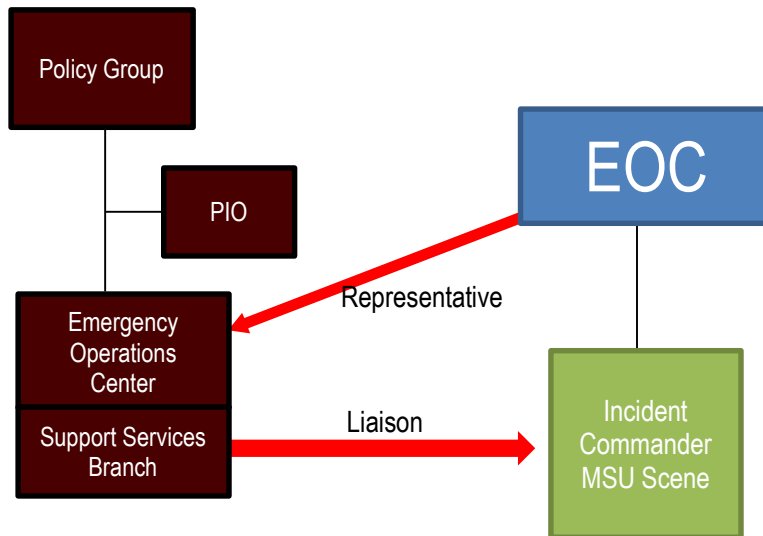 Policy Group
PIO
EOC
Representative
Emergency
Operations
Center
Support Services
Branch
Liaison
Incident
Commander
MSU Scene